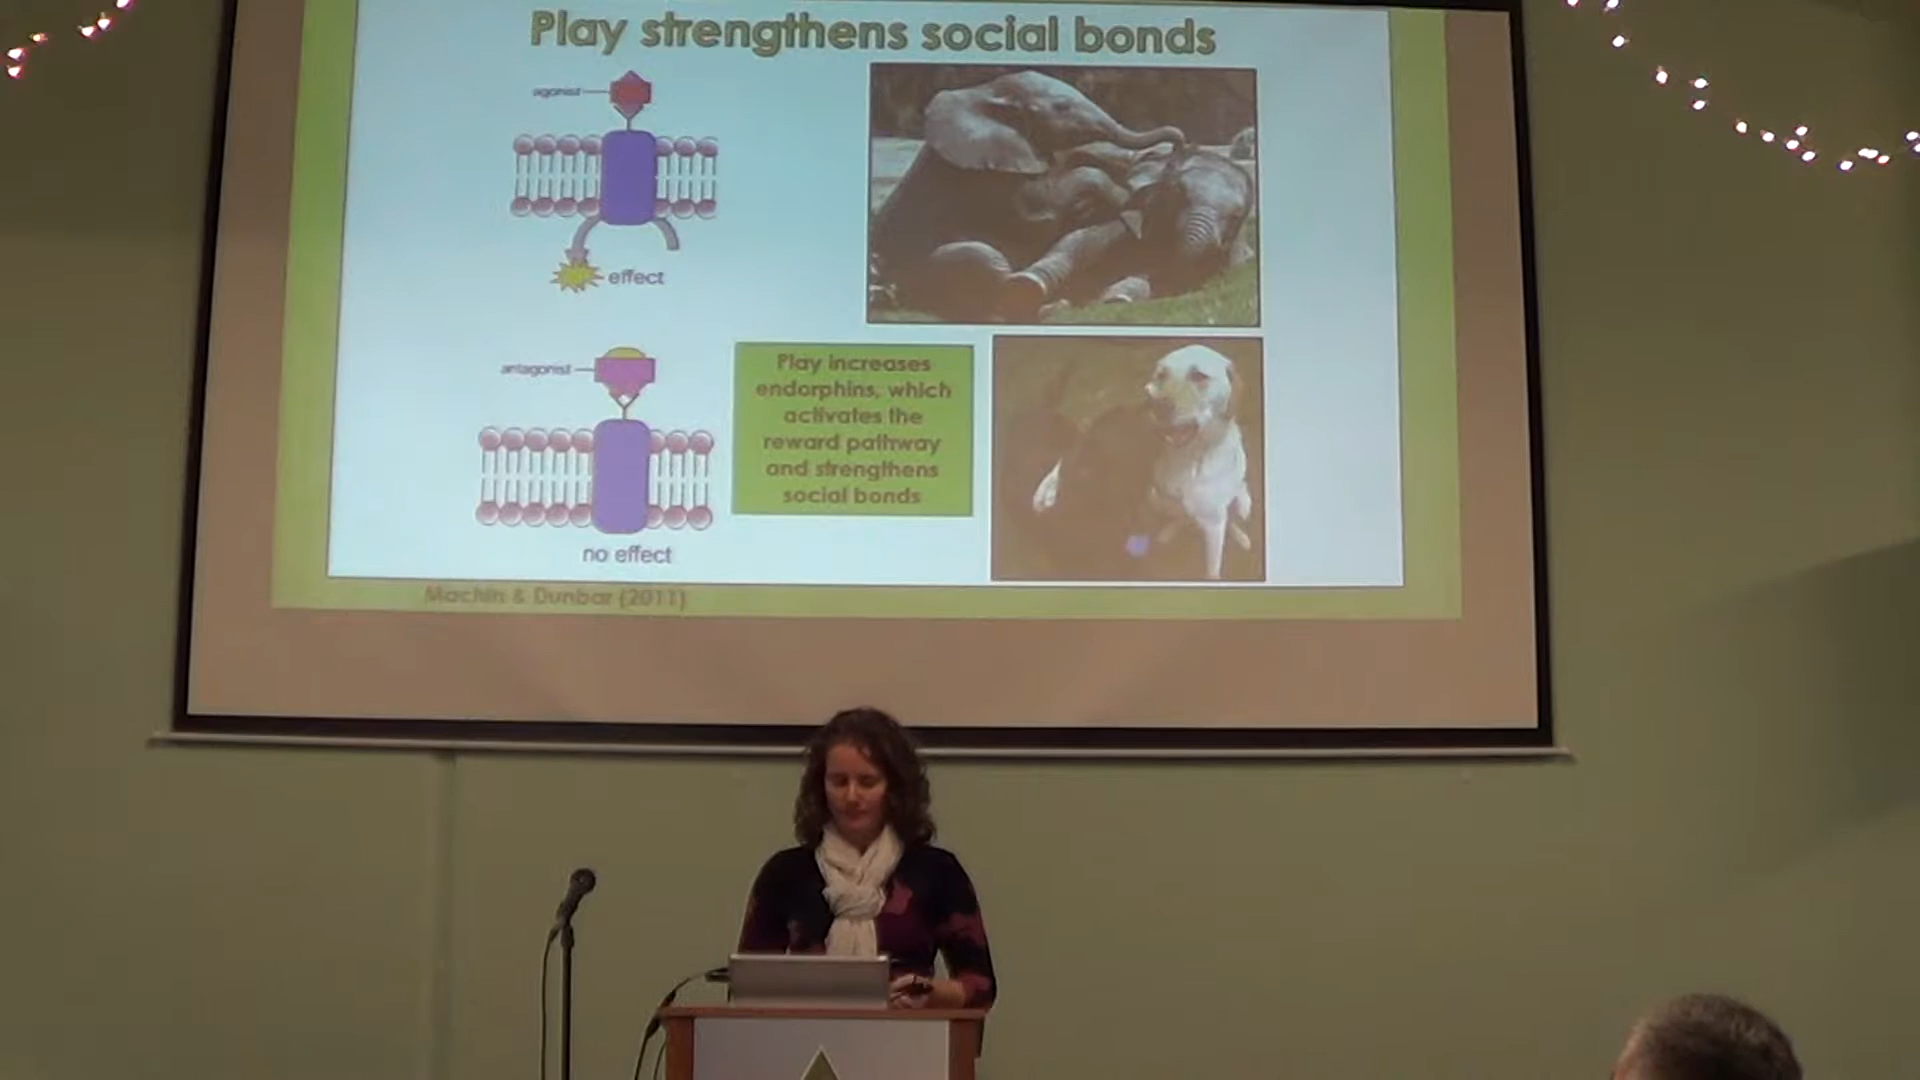 Play strengthens social bonds
agonist
effect
antagonist
no effect
Play increases
endorphins, which
activates the
reward pathway
and strengthens
social bonds
Machin & Dunbar (2011)